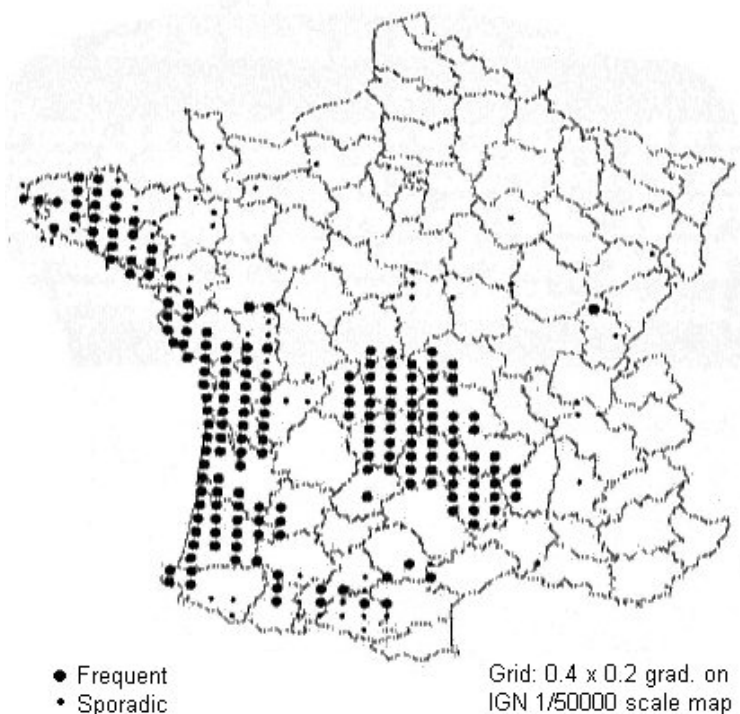 ● Frequent
• Sporadic
Grid: 0.4 x 0.2 grad. on
IGN 1/50000 scale map